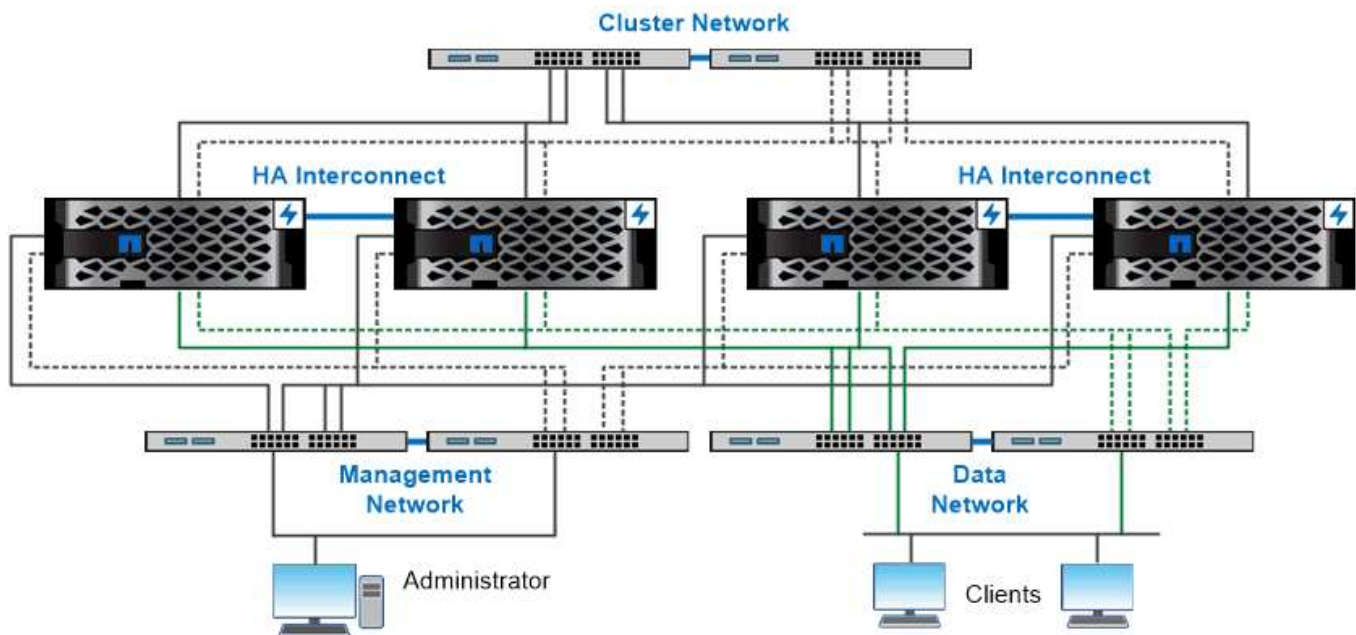 Cluster Network
HA Interconnect
HA Interconnect
Management
Network
Data
Network
Administrator
Clients